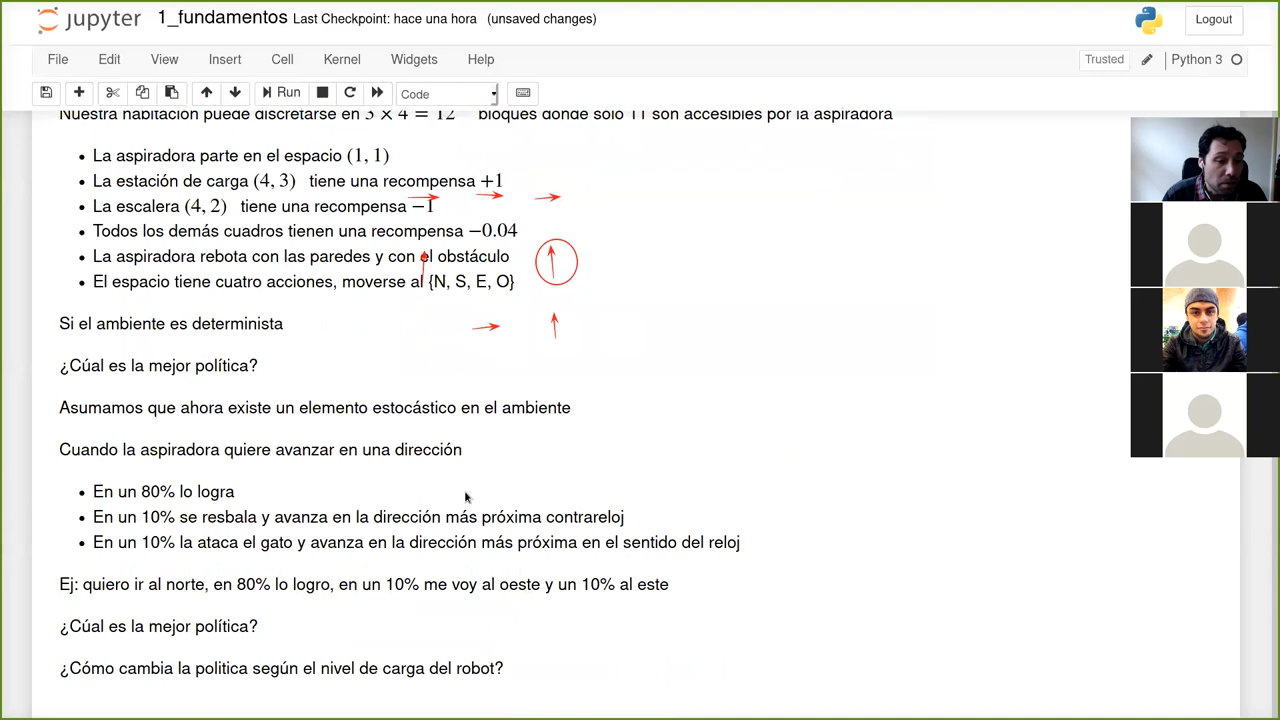 jupyter 1_fundamentos Last Checkpoint: hace una hora (unsaved changes) Logout
File Edit View Insert Cell Kernel Widgets Help Trusted Python 3
Run Code
Nuestra habitación puede discretarse en 3 × 4 = 12 bloques donde solo 11 son accesibles por la aspiradora
• La aspiradora parte en el espacio (1, 1)
• La estación de carga (4, 3) tiene una recompensa +1
• La escalera (4, 2) tiene una recompensa −1
• Todos los demás cuadros tienen una recompensa −0.04
• La aspiradora rebota con las paredes y con el obstáculo
• El espacio tiene cuatro acciones, moverse al {N, S, E, O}
Si el ambiente es determinista
¿Cúal es la mejor política?
Asumamos que ahora existe un elemento estocástico en el ambiente
Cuando la aspiradora quiere avanzar en una dirección
• En un 80% lo logra
• En un 10% se resbala y avanza en la dirección más próxima contrareloj
• En un 10% la ataca el gato y avanza en la dirección más próxima en el sentido del reloj
Ej: quiero ir al norte, en 80% lo logro, en un 10% me voy al oeste y un 10% al este
¿Cúal es la mejor política?
¿Cómo cambia la politica según el nivel de carga del robot?